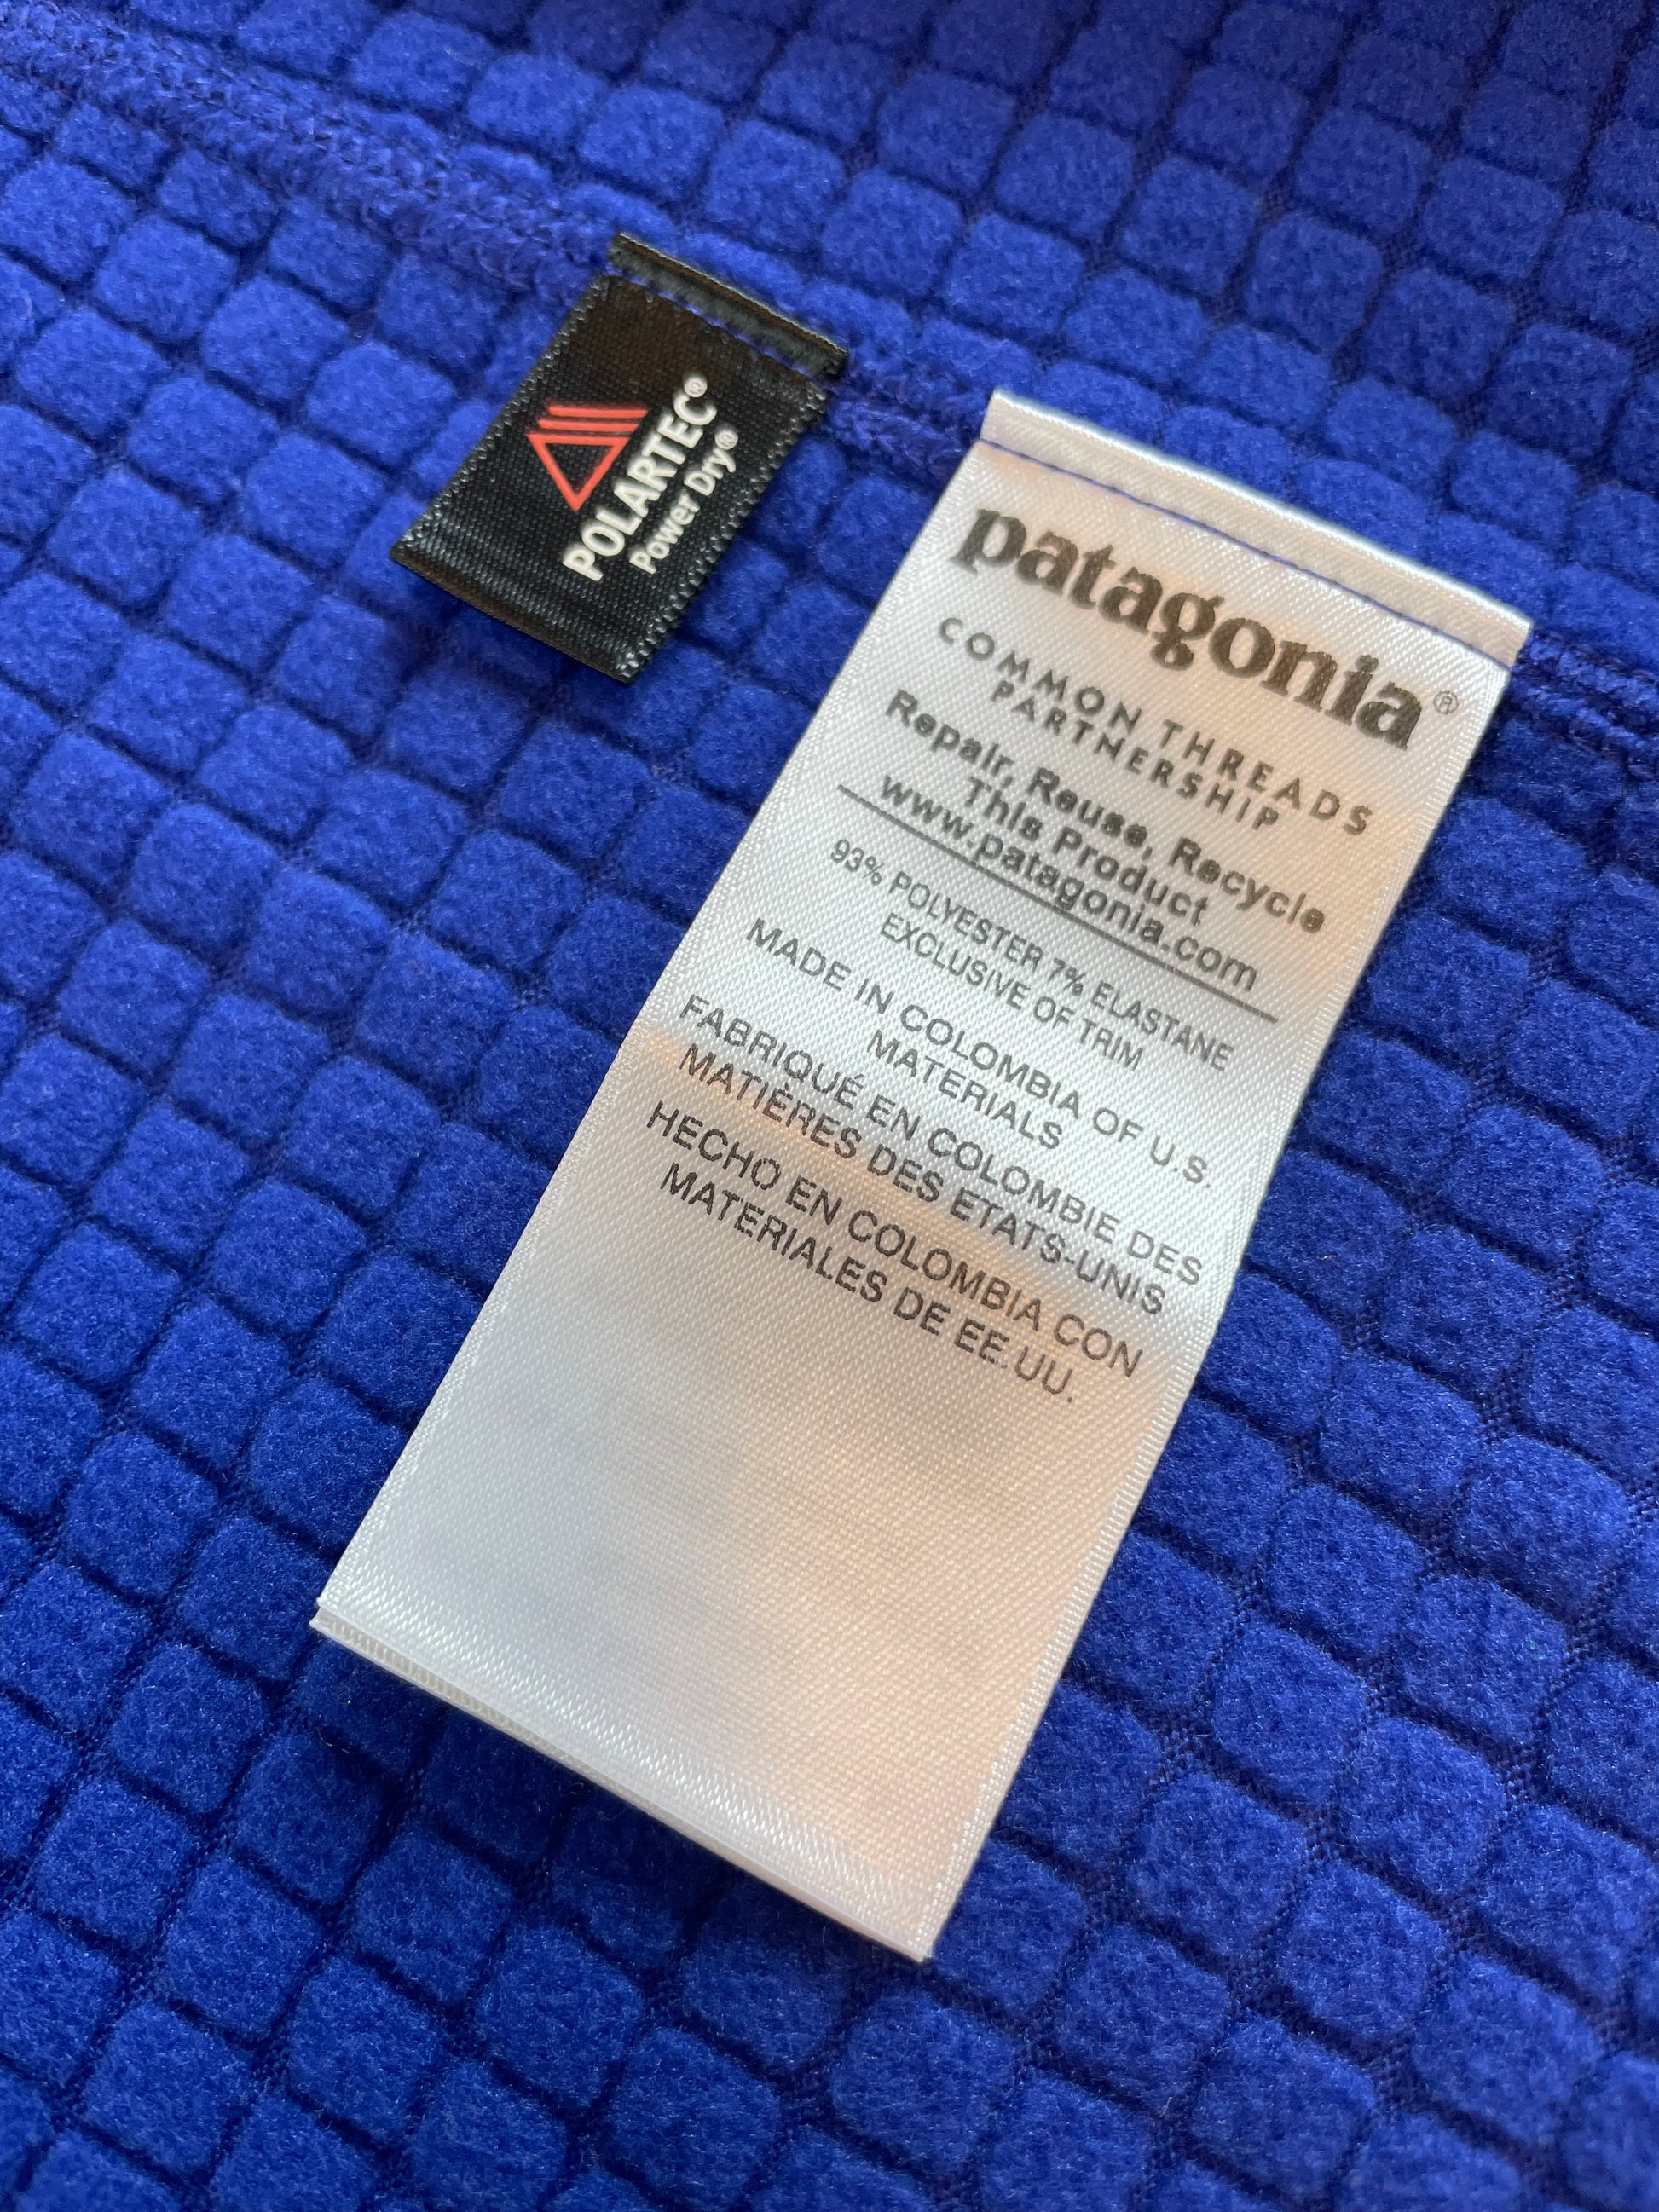 POLARTEC®
Power Dry®
patagonia®
COMMON THREADS
PARTNERSHIP
Repair, Reuse, Recycle
This Product
www.patagonia.com
93% POLYESTER 7% ELASTANE
EXCLUSIVE OF TRIM
MADE IN COLOMBIA OF U.S.
MATERIALS
FABRIQUÉ EN COLOMBIE DES
MATIÈRES DES ETATS-UNIS
HECHO EN COLOMBIA CON
MATERIALES DE EE.UU.